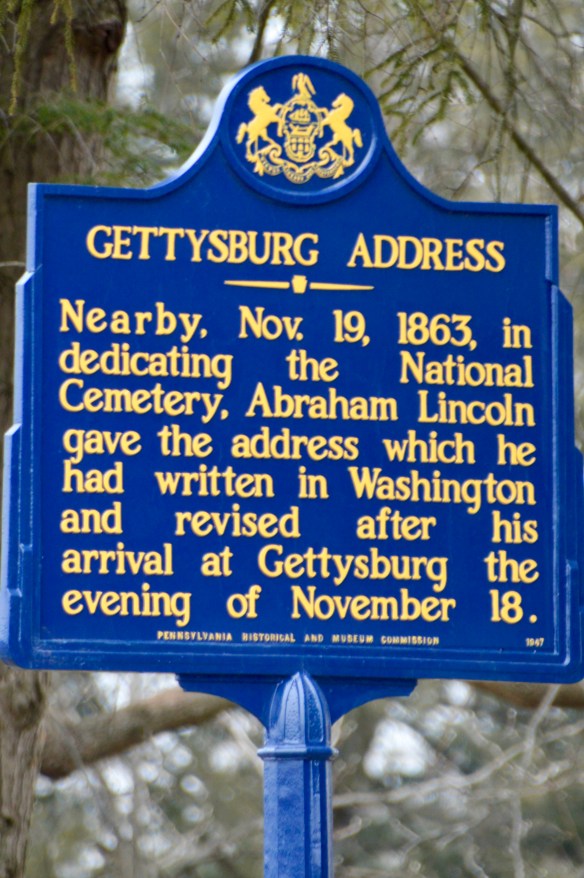 GETTYSBURG ADDRESS
Nearby, Nov. 19, 1863, in
dedicating the National
Cemetery, Abraham Lincoln
gave the address which he
had written in Washington
and revised after his
arrival at Gettysburg the
evening of November 18.
PENNSYLVANIA HISTORICAL AND MUSEUM COMMISSION 1947